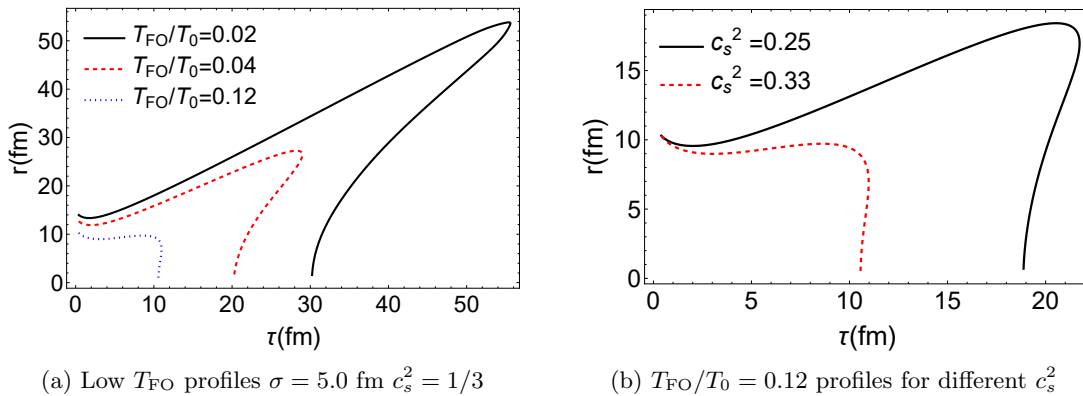 T_FO/T_0=0.02
T_FO/T_0=0.04
T_FO/T_0=0.12
r(fm)
50
40
30
20
10
0
0 10 20 30 40 50
τ(fm)
(a) Low T_FO profiles σ = 5.0 fm c_s^2 = 1/3
c_s^2 =0.25
c_s^2 =0.33
r(fm)
15
10
5
0
0 5 10 15 20
τ(fm)
(b) T_FO/T_0 = 0.12 profiles for different c_s^2